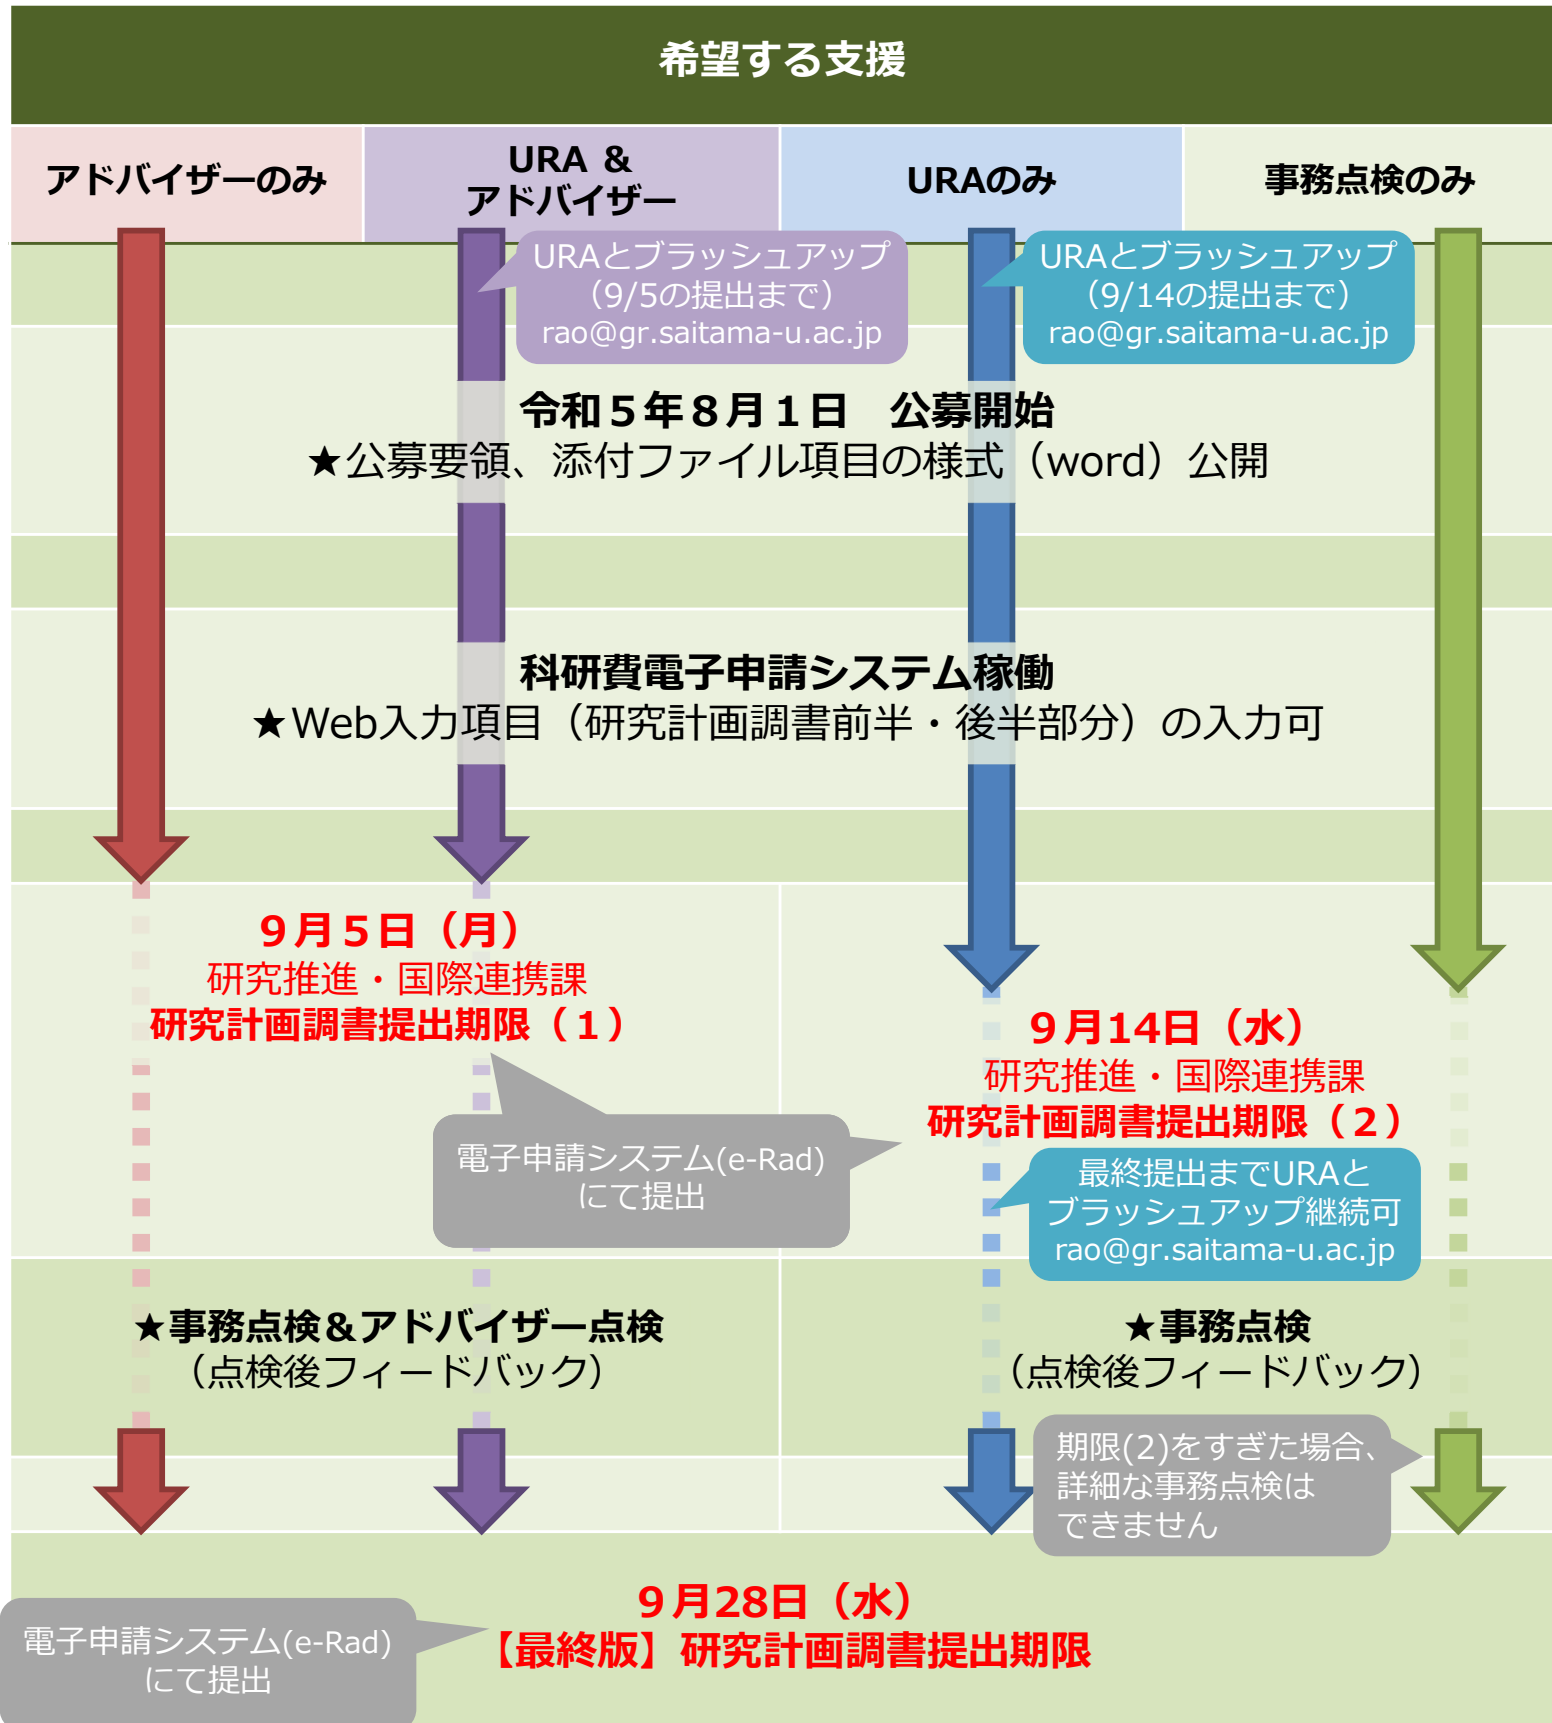 希望する支援
アドバイザーのみ
URA ＆
アドバイザー
URAのみ
事務点検のみ
URAとブラッシュアップ
（9/5の提出まで）
rao@gr.saitama-u.ac.jp
URAとブラッシュアップ
（9/14の提出まで）
rao@gr.saitama-u.ac.jp
令和５年８月１日　公募開始
★公募要領、添付ファイル項目の様式（word）公開
科研費電子申請システム稼働
★Web入力項目（研究計画調書前半・後半部分）の入力可
９月５日（月）
研究推進・国際連携課
研究計画調書提出期限（１）
９月14日（水）
研究推進・国際連携課
研究計画調書提出期限（２）
電子申請システム(e-Rad)
にて提出
最終提出までURAと
ブラッシュアップ継続可
rao@gr.saitama-u.ac.jp
★事務点検＆アドバイザー点検
（点検後フィードバック）
★事務点検
（点検後フィードバック）
期限(2)をすぎた場合、
詳細な事務点検は
できません
９月28日（水）
【最終版】研究計画調書提出期限
電子申請システム(e-Rad)
にて提出